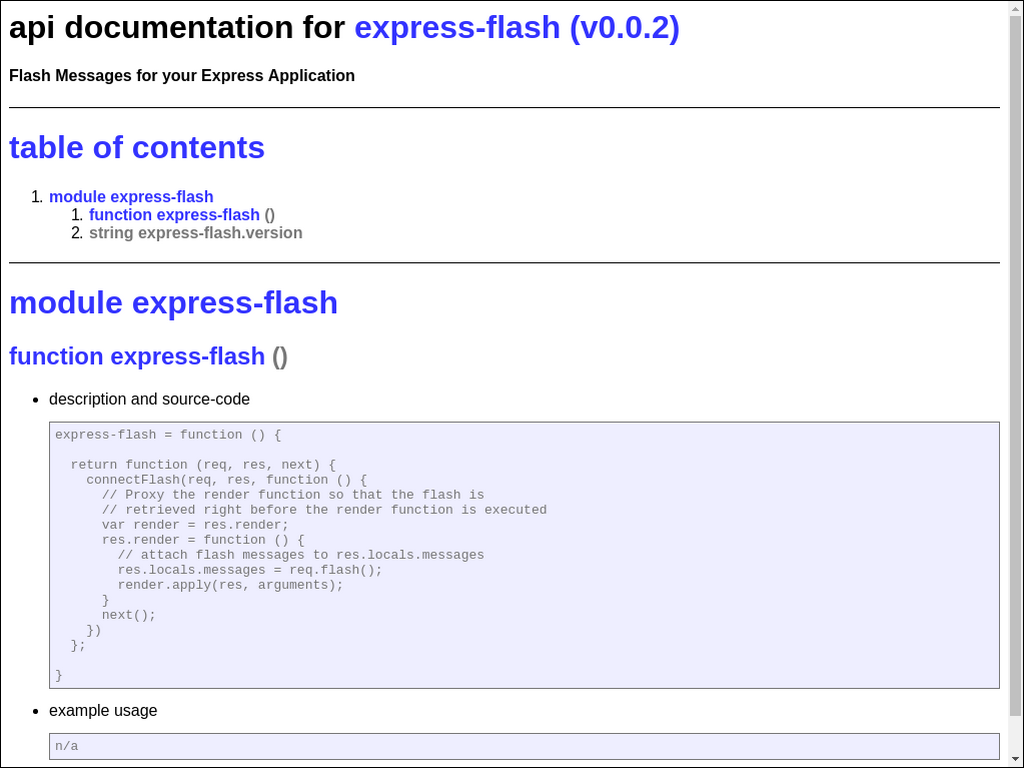 api documentation for express-flash (v0.0.2)
Flash Messages for your Express Application
table of contents
1. module express-flash
1. function express-flash ()
2. string express-flash.version
module express-flash
function express-flash ()
• description and source-code
express-flash = function () {
  return function (req, res, next) {
    connectFlash(req, res, function () {
      // Proxy the render function so that the flash is
      // retrieved right before the render function is executed
      var render = res.render;
      res.render = function () {
        // attach flash messages to res.locals.messages
        res.locals.messages = req.flash();
        render.apply(res, arguments);
      }
      next();
    })
  };
}
• example usage
n/a